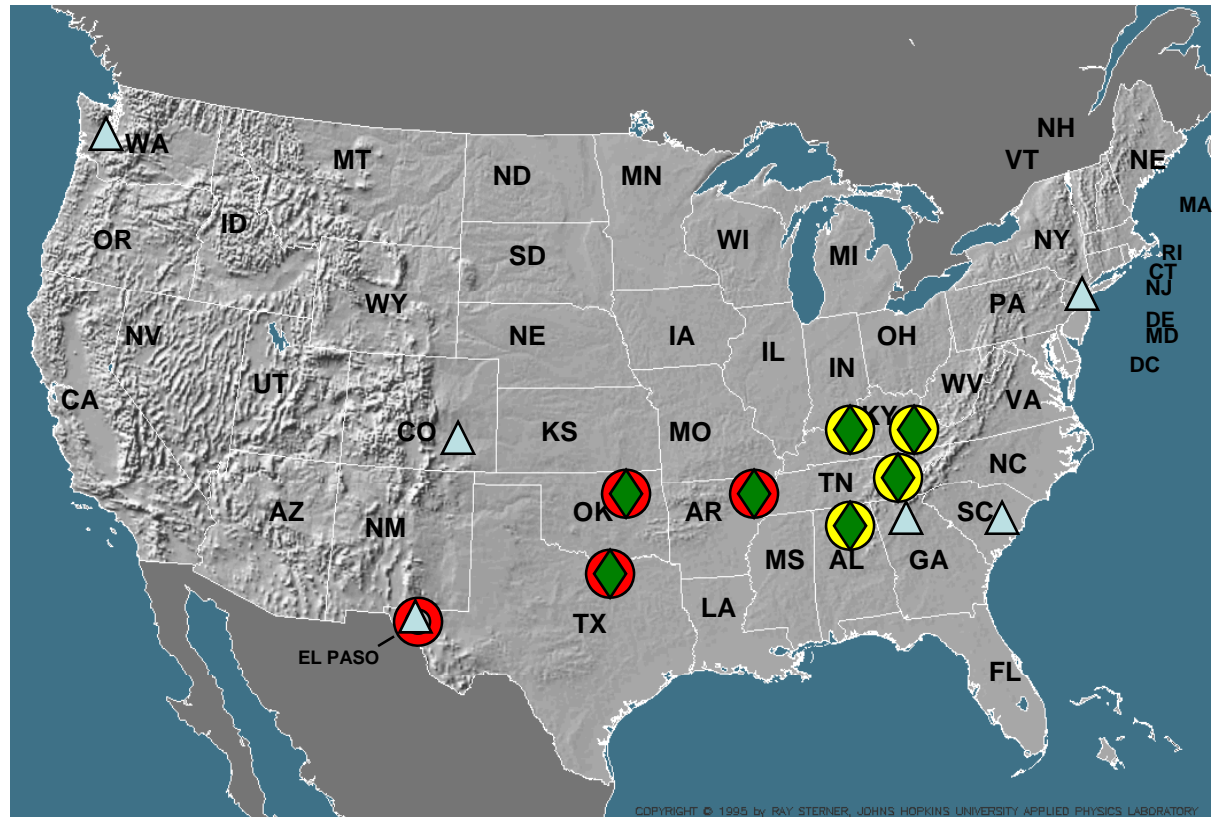 NH
VT
NE
WA
MT
ND
MN
MA
ID
OR
SD
WI
MI
NY
RI
CT
NJ
WY
PA
DE
MD
NV
NE
IA
IL
IN
OH
DC
UT
WV
VA
CA
CO
KS
MO
KY
NC
TN
AZ
NM
OK
AR
SC
MS
AL
GA
LA
TX
EL PASO
FL
COPYRIGHT © 1995 by RAY STERNER, JOHNS HOPKINS UNIVERSITY APPLIED PHYSICS LABORATORY